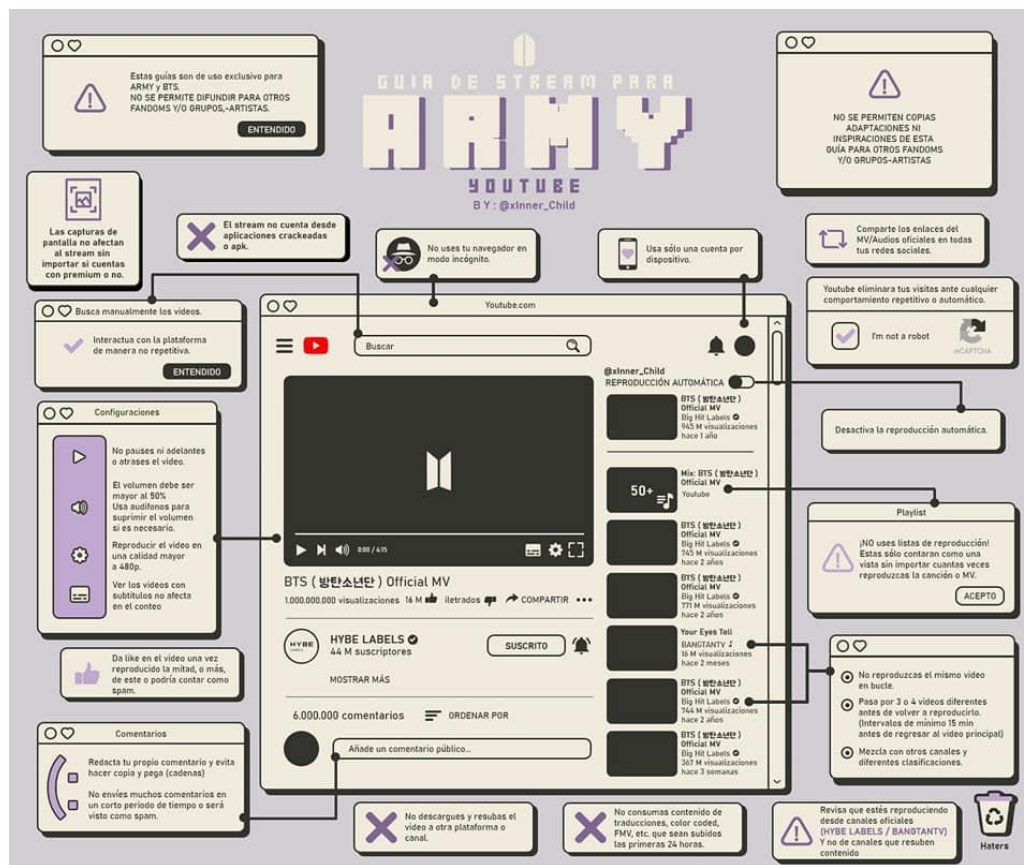 Estas guías son de uso exclusivo para
ARMY y BTS.
NO SE PERMITE DIFUNDIR PARA OTROS
FANDOMS Y/O GRUPOS,-ARTISTAS.
ENTENDIDO
GUIA DE STREAM PARA
ARMY
YOUTUBE
BY: @xInner_Child
NO SE PERMITEN COPIAS
ADAPTACIONES NI
INSPIRACIONES DE ESTA
GUÍA PARA OTROS FANDOMS
Y/O GRUPOS-ARTISTAS
Las capturas de
pantalla no afectan
al stream sin
importar si cuentas
con premium o no.
El stream no cuenta desde
aplicaciones crackeadas
o apk.
No uses tu navegador en
modo incógnito.
Usa sólo una cuenta por
dispositivo.
Comparte los enlaces del
MV/Audios oficiales en todas
tus redes sociales.
Busca manualmente los videos.
Interactua con la plataforma
de manera no repetitiva.
ENTENDIDO
Youtube eliminara tus visitas ante cualquier
comportamiento repetitivo o automático.
I'm not a robot
reCAPTCHA
Youtube.com
Buscar
@xInner_Child
REPRODUCCIÓN AUTOMÁTICA
Desactiva la reproducción automática.
Configuraciones
No pauses ni adelantes
o atrases el video.
El volumen debe ser
mayor al 50%
Usa audifonos para
suprimir el volumen
si es necesario.
Reproducir el video en
una calidad mayor
a 480p.
Ver los videos con
subtitulos no afecta
en el conteo
0:00 / 4:15
BTS ( 방탄소년단 ) Official MV
1.000.000.000 visualizaciones 16 M iletrados COMPARTIR
HYBE
LABELS
HYBE LABELS
44 M suscriptores
SUSCRITO
MOSTRAR MÁS
6.000.000 comentarios
ORDENAR POR
Añade un comentario público...
BTS ( 방탄소년단 )
Official MV
Big Hit Labels
945 M visualizaciones
hace 1 año
50+
Mix: BTS ( 방탄소년단 )
Official MV
Youtube
BTS ( 방탄소년단 )
Official MV
Big Hit Labels
745 M visualizaciones
hace 2 años
BTS ( 방탄소년단 )
Official MV
Big Hit Labels
771 M visualizaciones
hace 2 años
Your Eyes Tell
BANGTANTV
16 M visualizaciones
hace 2 meses
BTS ( 방탄소년단 )
Official MV
Big Hit Labels
744 M visualizaciones
hace 2 años
BTS ( 방탄소년단 )
Official MV
Big Hit Labels
367 M visualizaciones
hace 3 semanas
Playlist
¡NO uses listas de reproducción!
Estas sólo contaran como una
vista sin importar cuantas veces
reproduzcas la canción o MV.
ACEPTO
No reproduzcas el mismo video
en bucle.
Pasa por 3 o 4 videos diferentes
antes de volver a reproducirlo.
(Intervalos de mínimo 15 min
antes de regresar al video principal)
Mezcla con otros canales y
diferentes clasificaciones.
Da like en el video una vez
reproducido la mitad, o más,
de este o podría contar como
spam.
Comentarios
Redacta tu propio comentario y evita
hacer copia y pega (cadenas)
No envíes muchos comentarios en
un corto periodo de tiempo o será
visto como spam.
No descargues y resubas el
video a otra plataforma o
canal.
No consumas contenido de
traducciones, color coded,
FMV, etc. que sean subidos
las primeras 24 horas.
Revisa que estés reproduciendo
desde canales oficiales
(HYBE LABELS / BANGTANTV)
Y no de canales que resuben
contenido
Haters